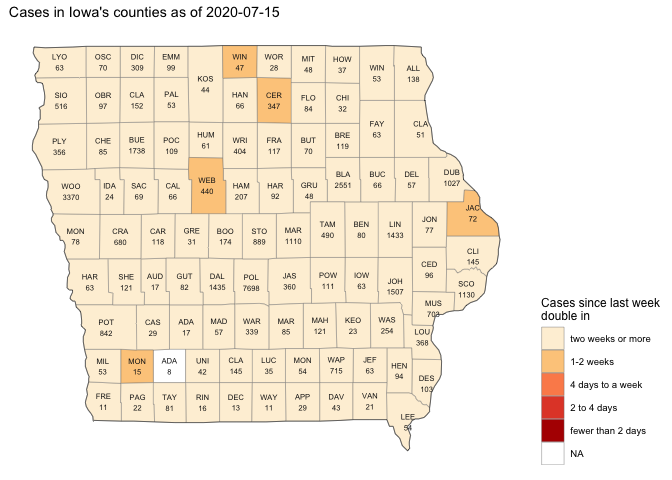 Cases in Iowa's counties as of 2020-07-15
LYO OSC DIC EMM WIN WOR MIT HOW WIN ALL
63 70 309 99 47 28 48 37 53 138
KOS
44
SIO OBR CLA PAL HAN CER FLO CHI
516 97 152 53 66 347 84 32
FAY CLA
63 51
PLY CHE BUE POC HUM WRI FRA BUT BRE
356 85 1738 109 61 404 117 70 119
WOO IDA SAC CAL WEB HAM HAR GRU BLA BUC DEL DUB
3370 24 69 66 440 207 92 48 2551 66 57 1027
JAC
72
MON CRA CAR GRE BOO STO MAR TAM BEN LIN JON
78 680 118 31 174 889 1110 490 80 1433 77
CLI
145
CED
96
HAR SHE AUD GUT DAL POL JAS POW IOW JOH SCO
63 121 17 82 1435 7698 360 111 63 1507 1130
MUS
703
POT CAS ADA MAD WAR MAR MAH KEO WAS LOU
842 29 17 57 339 85 121 23 254 368
MIL MON ADA UNI CLA LUC MON WAP JEF HEN
53 15 8 42 145 35 54 715 63 94
DES
103
FRE PAG TAY RIN DEC WAY APP DAV VAN
11 22 81 16 13 11 29 43 21
LEE
54
Cases since last week
double in
two weeks or more
1-2 weeks
4 days to a week
2 to 4 days
fewer than 2 days
NA